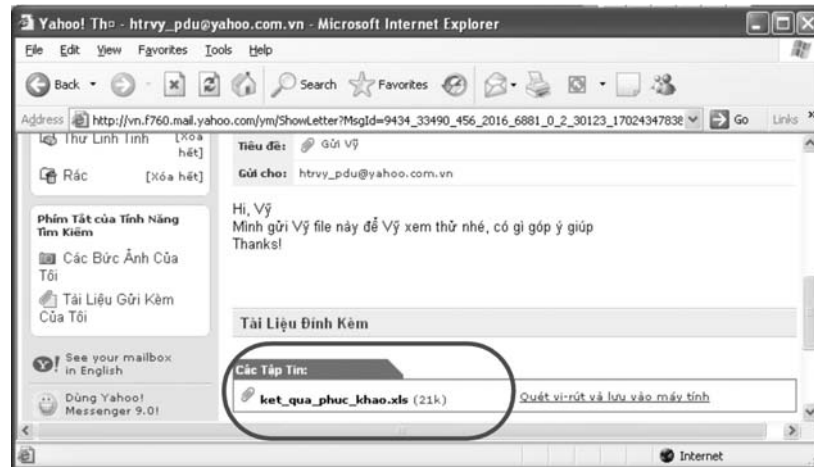 Yahoo! Th¤ - htrvy_pdu@yahoo.com.vn - Microsoft Internet Explorer
File Edit View Favorites Tools Help
Back Search Favorites
Address http://vn.f760.mail.yahoo.com/ym/ShowLetter?MsgId=9434_33490_456_2016_6881_0_2_30123_1702434783 Go Links »
Thư Linh Tinh [Xóa hết]
Rác [Xóa hết]
Phím Tắt của Tính Năng
Tìm Kiếm
Các Bức Ảnh Của
Tôi
Tài Liệu Gửi Kèm
Của Tôi
See your mailbox
in English
Dùng Yahoo!
Messenger 9.0!
Tiêu đề: Gửi Vỹ
Gửi cho: htrvy_pdu@yahoo.com.vn
Hi, Vỹ
Mình gửi Vỹ file này để Vỹ xem thử nhé, có gì góp ý giúp
Thanks!
Tài Liệu Đính Kèm
Các Tập Tin:
ket_qua_phuc_khao.xls (21k) Quét vi-rút và lưu vào máy tính
Internet